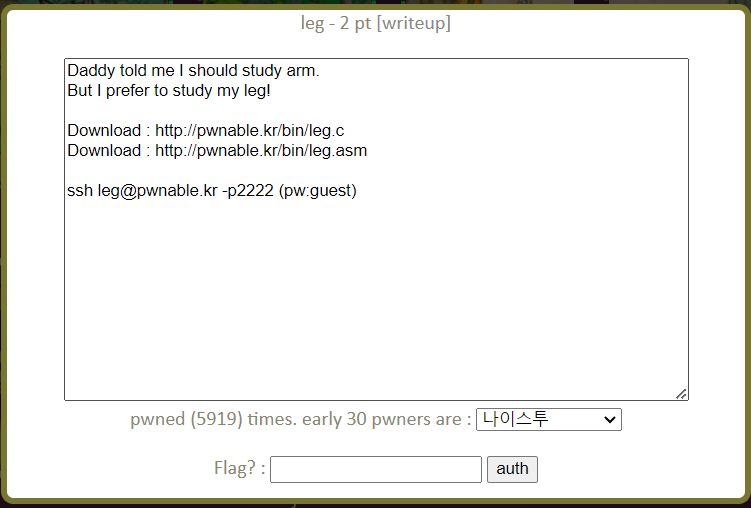 leg - 2 pt [writeup]
Daddy told me I should study arm.
But I prefer to study my leg!
Download : http://pwnable.kr/bin/leg.c
Download : http://pwnable.kr/bin/leg.asm
ssh leg@pwnable.kr -p2222 (pw:guest)
pwned (5919) times. early 30 pwners are : 나이스투
Flag? : auth